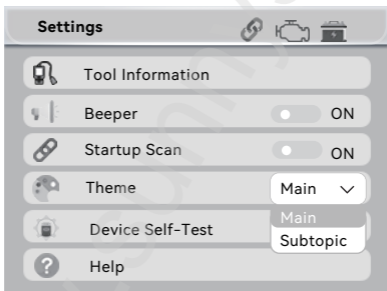 Settings
Tool Information
Beeper ON
Startup Scan ON
Theme Main
Main
Device Self-Test
Subtopic
Help